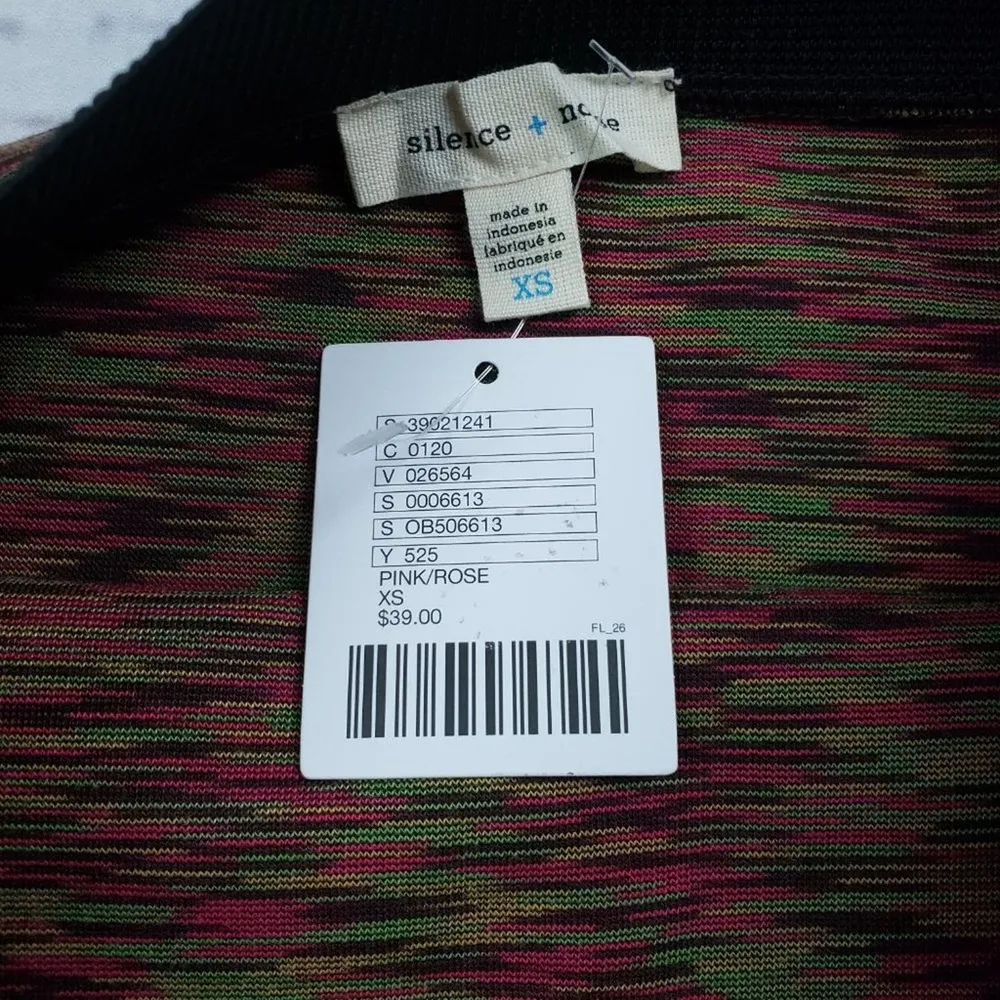 silence + noise
made in
indonesia
fabriqué en
indonesie
XS
S 39021241
C 0120
V 026564
S 0006613
S OB506613
Y 525
PINK/ROSE
XS
$39.00
FL_26